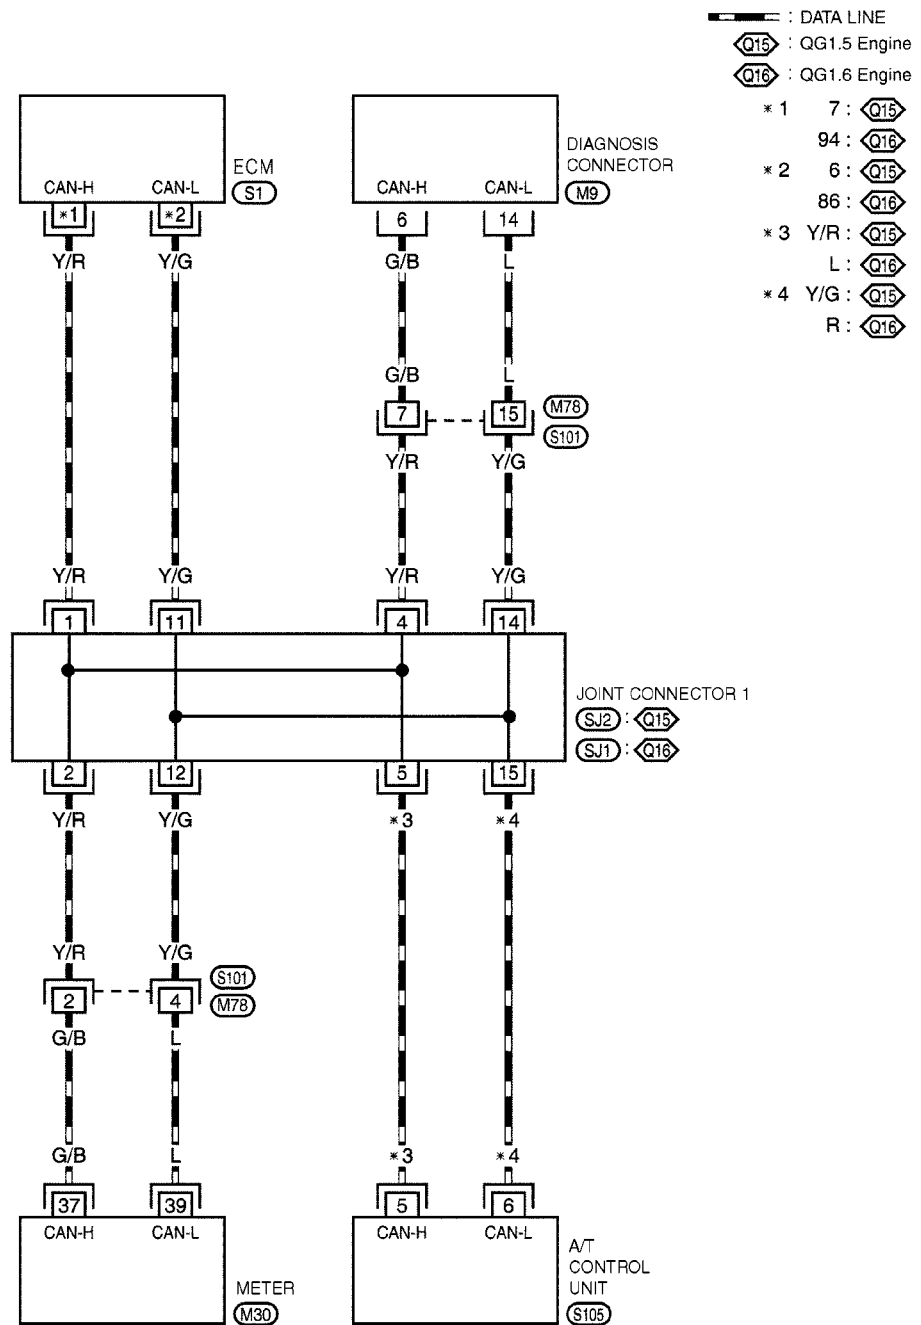 : DATA LINE
Q15 : QG1.5 Engine
Q16 : QG1.6 Engine
*1 7 : Q15
94 : Q16
*2 6 : Q15
86 : Q16
*3 Y/R : Q15
L : Q16
*4 Y/G : Q15
R : Q16
ECM
S1
CAN-H CAN-L
*1 *2
Y/R Y/G
DIAGNOSIS
CONNECTOR
M9
CAN-H CAN-L
6 14
G/B L
G/B L
7 15
M78
S101
Y/R Y/G
Y/R Y/G Y/R Y/G
1 11 4 14
JOINT CONNECTOR 1
SJ2 : Q15
SJ1 : Q16
2 12 5 15
Y/R Y/G *3 *4
Y/R Y/G
S101
2 4
M78
G/B L
G/B L *3 *4
37 39 5 6
CAN-H CAN-L CAN-H CAN-L
METER
M30
A/T
CONTROL
UNIT
S105